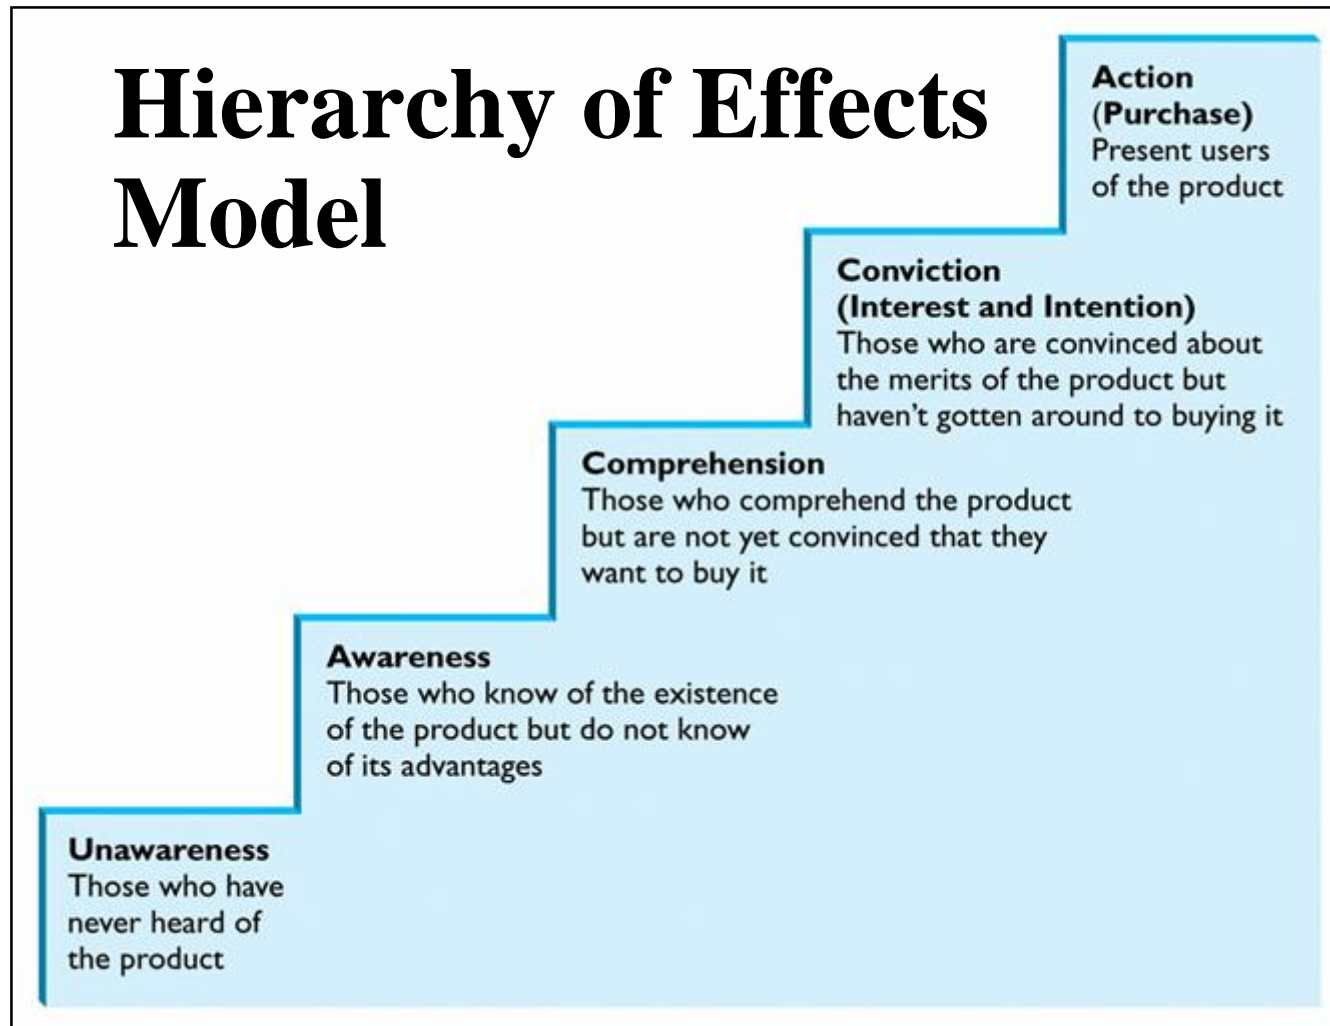 Hierarchy of Effects
Model
Action
(Purchase)
Present users
of the product
Conviction
(Interest and Intention)
Those who are convinced about
the merits of the product but
haven't gotten around to buying it
Comprehension
Those who comprehend the product
but are not yet convinced that they
want to buy it
Awareness
Those who know of the existence
of the product but do not know
of its advantages
Unawareness
Those who have
never heard of
the product